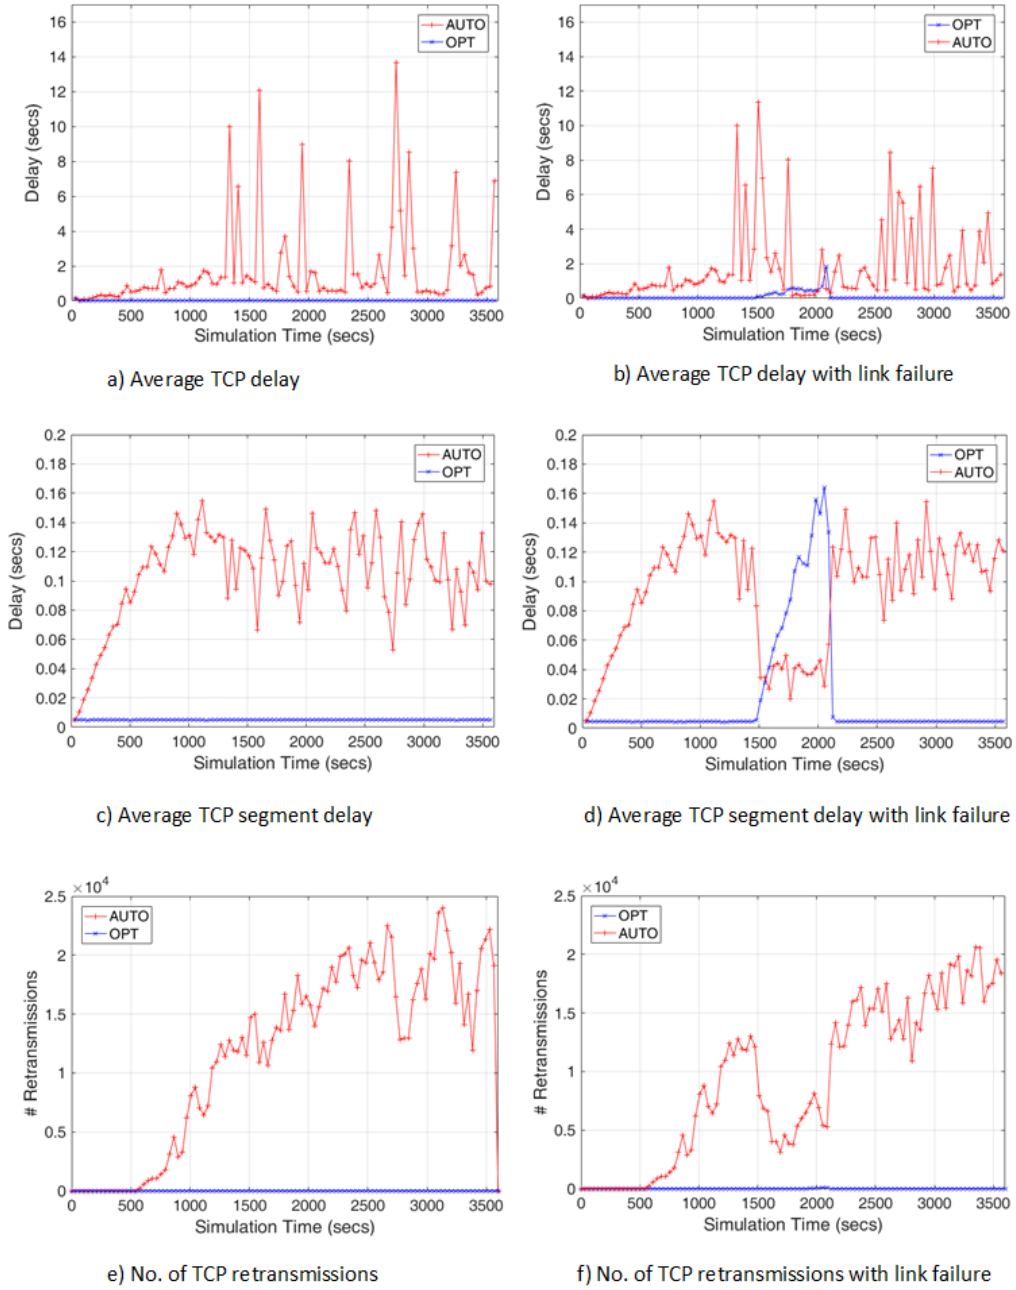 AUTO
OPT
16
14
12
10
8
6
4
2
0
Delay (secs)
0 500 1000 1500 2000 2500 3000 3500
Simulation Time (secs)
a) Average TCP delay
OPT
AUTO
16
14
12
10
8
6
4
2
0
Delay (secs)
0 500 1000 1500 2000 2500 3000 3500
Simulation Time (secs)
b) Average TCP delay with link failure
AUTO
OPT
0.2
0.18
0.16
0.14
0.12
0.1
0.08
0.06
0.04
0.02
0
Delay (secs)
0 500 1000 1500 2000 2500 3000 3500
Simulation Time (secs)
c) Average TCP segment delay
OPT
AUTO
0.2
0.18
0.16
0.14
0.12
0.1
0.08
0.06
0.04
0.02
0
Delay (secs)
0 500 1000 1500 2000 2500 3000 3500
Simulation Time (secs)
d) Average TCP segment delay with link failure
×10⁴
AUTO
OPT
2.5
2
1.5
1
0.5
0
# Retransmissions
0 500 1000 1500 2000 2500 3000 3500
Simulation Time (secs)
e) No. of TCP retransmissions
×10⁴
OPT
AUTO
2.5
2
1.5
1
0.5
0
# Retransmissions
0 500 1000 1500 2000 2500 3000 3500
Simulation Time (secs)
f) No. of TCP retransmissions with link failure